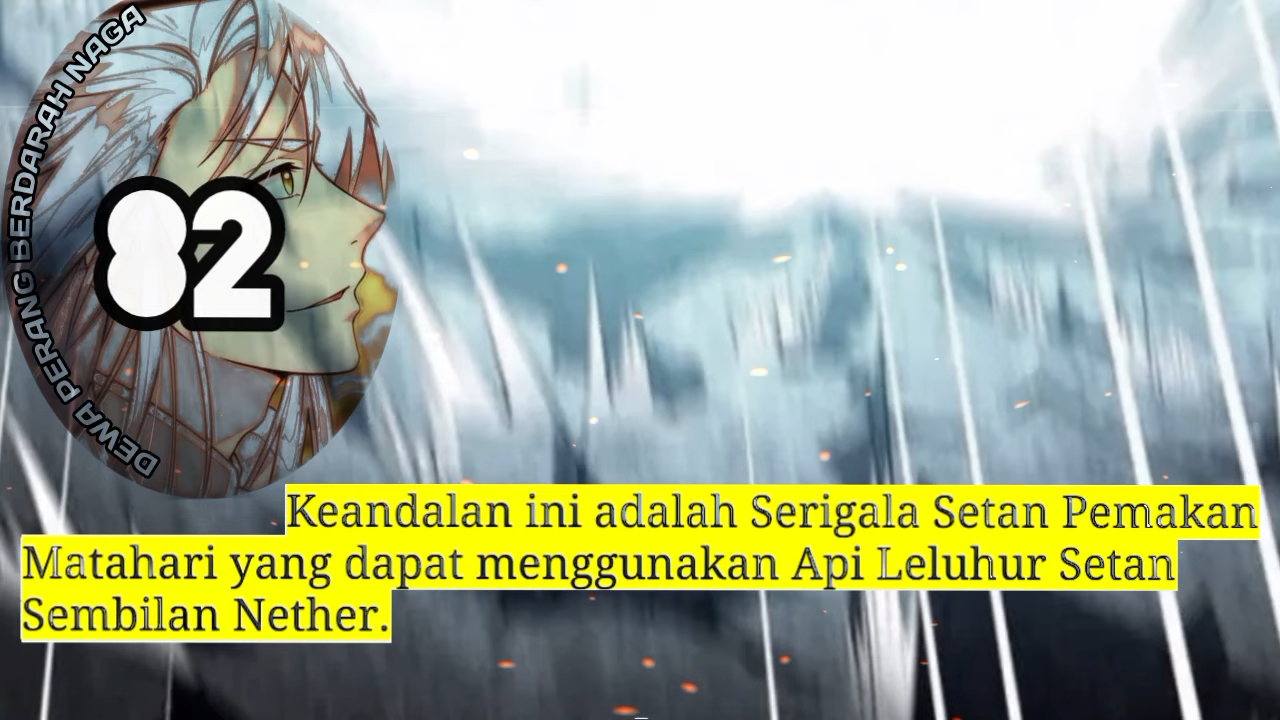 DEWA PERANG BERDARAH NAGA
82
Keandalan ini adalah Serigala Setan Pemakan
Matahari yang dapat menggunakan Api Leluhur Setan
Sembilan Nether.